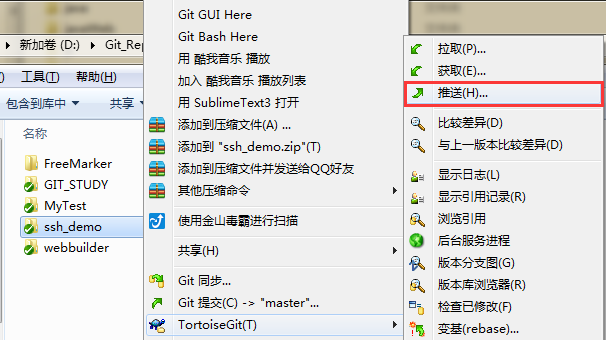 新加卷 (D:)
Git_Rep
工具(T)
帮助(H)
包含到库中
共享
名称
FreeMarker
GIT_STUDY
MyTest
ssh_demo
webbuilder
Git GUI Here
Git Bash Here
用 酷我音乐 播放
加入 酷我音乐 播放列表
用 SublimeText3 打开
添加到压缩文件(A) ...
添加到 "ssh_demo.zip"(T)
添加到压缩文件并发送给QQ好友
其他压缩命令
使用金山毒霸进行扫描
共享(H)
Git 同步...
Git 提交(C) -> "master"...
TortoiseGit(T)
拉取(P)...
获取(E)...
推送(H)...
比较差异(D)
与上一版本比较差异(D)
显示日志(L)
显示引用记录(R)
浏览引用
后台服务进程
版本分支图(G)
版本库浏览器(R)
检查已修改(F)
变基(rebase)...